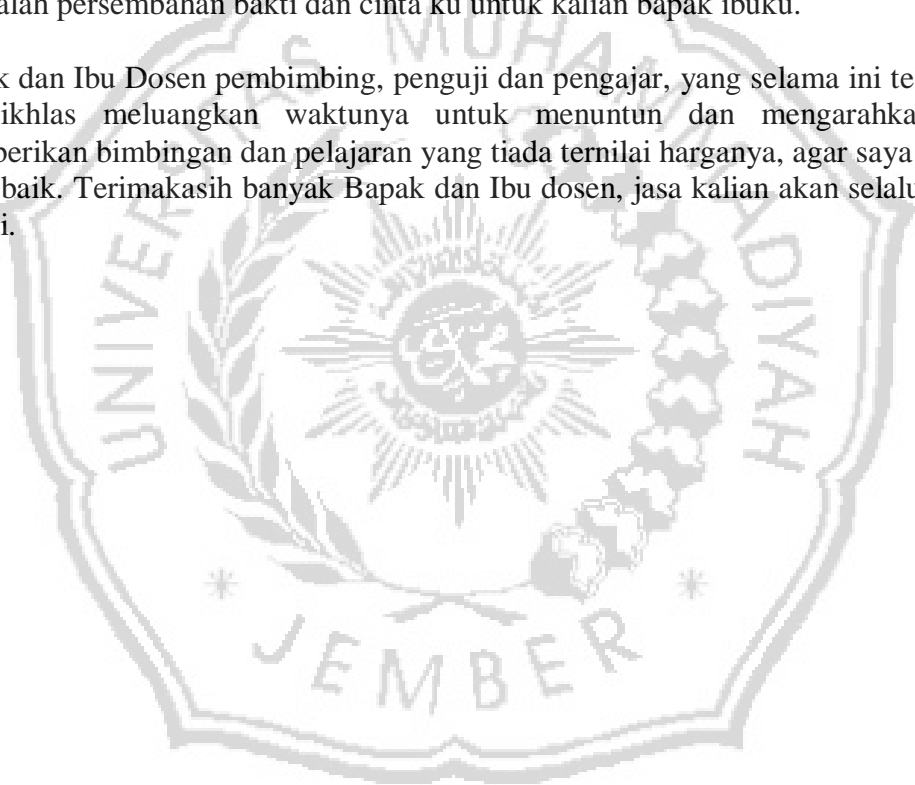 alah persembahan bakti dan cinta ku untuk kalian bapak ibuku.
k dan Ibu Dosen pembimbing, penguji dan pengajar, yang selama ini te
ikhlas meluangkan waktunya untuk menuntun dan mengarahka
berikan bimbingan dan pelajaran yang tiada ternilai harganya, agar saya
baik. Terimakasih banyak Bapak dan Ibu dosen, jasa kalian akan selalu
i.
UNIVERSITAS MUHAMMADIYAH
JEMBER